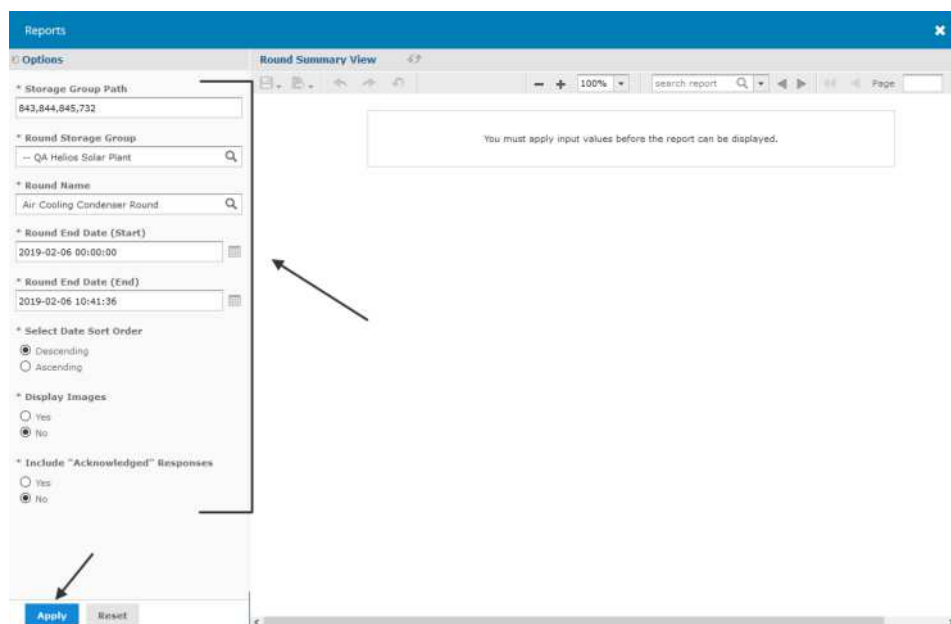 Reports
Options
* Storage Group Path
843,844,845,732
* Round Storage Group
-- QA Helios Solar Plant
* Round Name
Air Cooling Condenser Round
* Round End Date (Start)
2019-02-06 00:00:00
* Round End Date (End)
2019-02-06 10:41:36
* Select Date Sort Order
Descending
Ascending
* Display Images
Yes
No
* Include "Acknowledged" Responses
Yes
No
Apply Reset
Round Summary View
100% search report Page
You must apply input values before the report can be displayed.